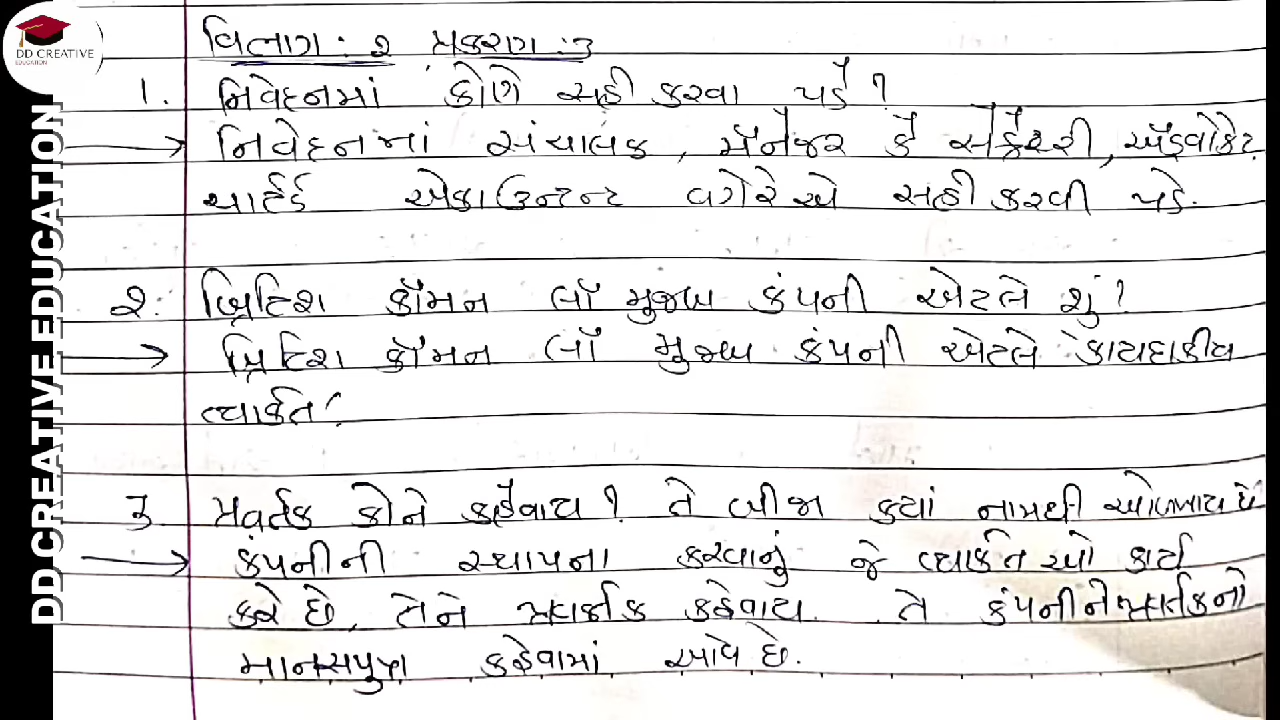 DD CREATIVE
EDUCATION
DD CREATIVE EDUCATION
વિભાગ : ૨ પ્રકરણ : ૩
1. નિવેદનમાં કોણે સહી કરવા પડે ?
→ નિવેદનમાં સંચાલક, મૅનેજર કે સેક્રેટરી, ઍડવોકેટ
ચાર્ટર્ડ એકાઉન્ટન્ટ વગેરે એ સહી કરવી પડે.
૨. બ્રિટિશ કૉમન લૉ મુજબ કંપની એટલે શું ?
→ બ્રિટિશ કૉમન લૉ મુજબ કંપની એટલે કાયદાકીય
વ્યક્તિ.
૩ પ્રવર્તક કોને કહેવાય ? તે બીજા કયાં નામથી ઓળખાય છે
→ કંપનીની સ્થાપના કરવાનું જે વ્યક્તિઓ કાર્ય
કરે છે, તેને પ્રવર્તક કહેવાય. તે કંપનીને પ્રવર્તકનો
માનસપુત્ર કહેવામાં આવે છે.